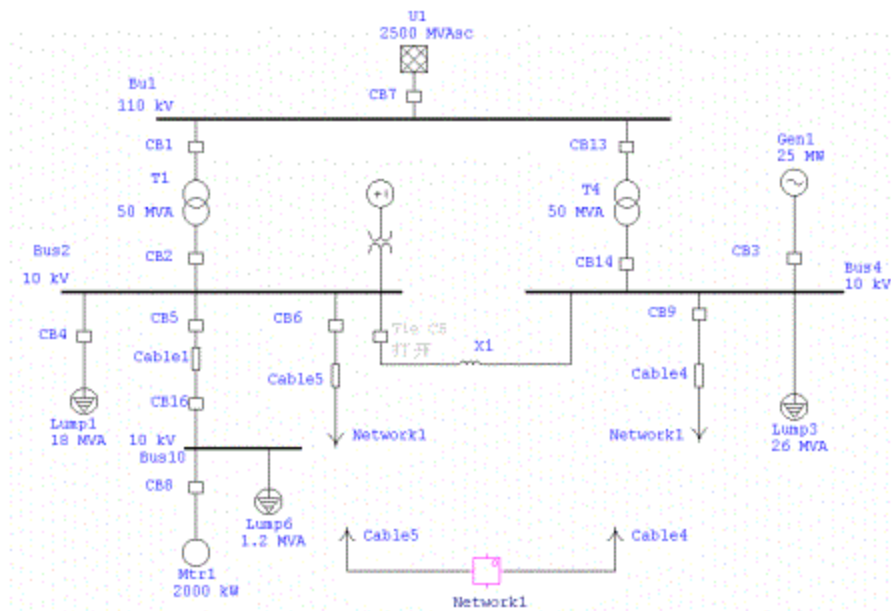 U1
2500 MVAsc
CB7
Bu1
110 kV
CB1
CB13
Gen1
25 MW
T1
50 MVA
T4
50 MVA
Bus2
10 kV
CB2
CB14
CB3
Bus4
10 kV
CB4
CB5
CB6
打开
X1
CB9
Cable1
Cable5
Cable4
CB16
Lump1
18 MVA
10 kV
Bus10
Network1
Network1
Lump3
26 MVA
CB8
Lump6
1.2 MVA
Cable5
Cable4
Mtr1
2000 kW
Network1